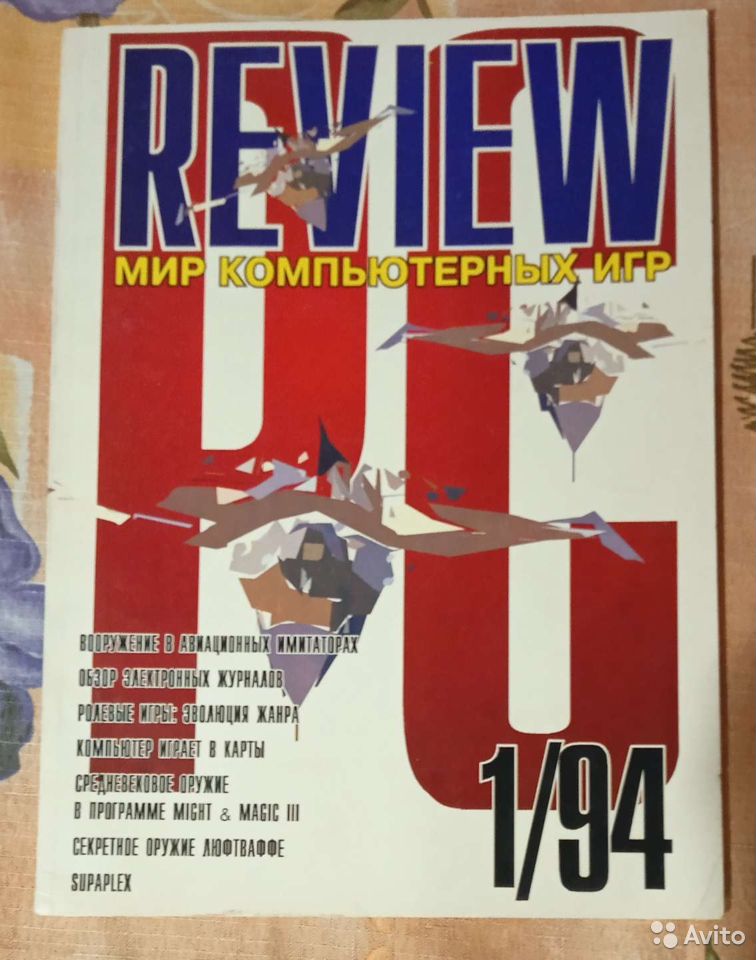 REVIEW
МИР КОМПЬЮТЕРНЫХ ИГР
PC
ВООРУЖЕНИЕ В АВИАЦИОННЫХ ИМИТАТОРАХ
ОБЗОР ЭЛЕКТРОННЫХ ЖУРНАЛОВ
РОЛЕВЫЕ ИГРЫ: ЭВОЛЮЦИЯ ЖАНРА
КОМПЬЮТЕР ИГРАЕТ В КАРТЫ
СРЕДНЕВЕКОВОЕ ОРУЖИЕ
В ПРОГРАММЕ MIGHT & MAGIC III
СЕКРЕТНОЕ ОРУЖИЕ ЛЮФТВАФФЕ
SUPAPLEX
1/94
Avito